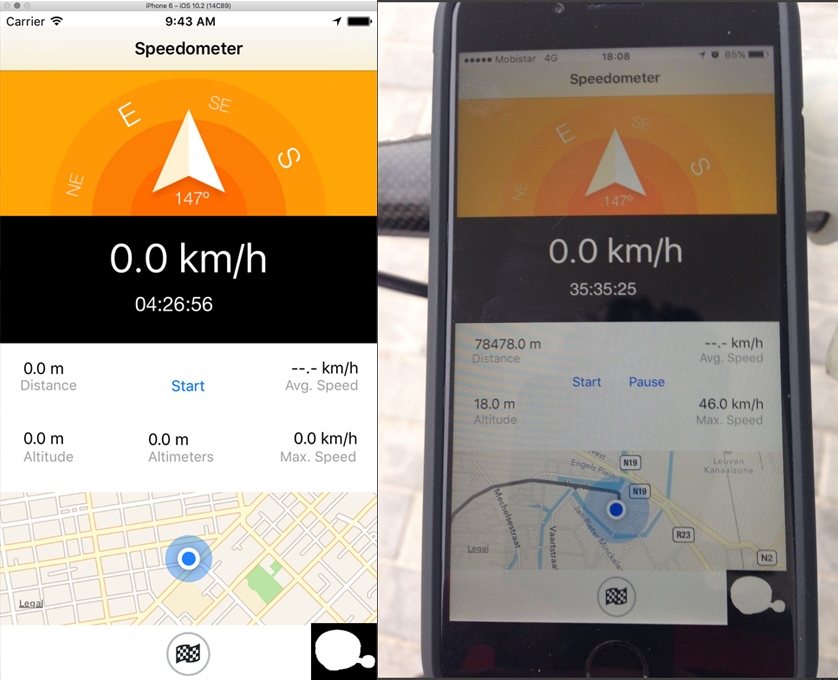 iPhone 6 – iOS 10.2 (14C89)
Carrier 9:43 AM
Speedometer
NE E SE S
147°
0.0 km/h
04:26:56
0.0 m
Distance
Start
--.- km/h
Avg. Speed
0.0 m
Altitude
0.0 m
Altimeters
0.0 km/h
Max. Speed
Legal
Mobistar 4G 18:08 85%
Speedometer
NE E SE S
147°
0.0 km/h
35:35:25
78478.0 m
Distance
--.- km/h
Avg. Speed
Start Pause
18.0 m
Altitude
46.0 km/h
Max. Speed
Engels Plein
N19
Leuven
Kanaalzone
N19
Mechelsestraat
Vaartstraat
Jan-Pieter Minckelers
R23
Legal
N2